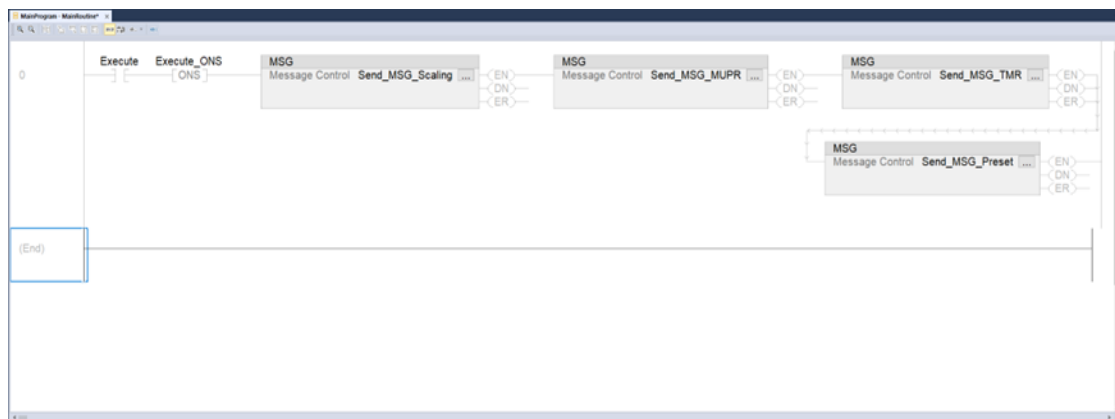 MainProgram - MainRoutine*
0
Execute
Execute_ONS
ONS
MSG
Message Control Send_MSG_Scaling ...
EN
DN
ER
MSG
Message Control Send_MSG_MUPR ...
EN
DN
ER
MSG
Message Control Send_MSG_TMR ...
EN
DN
ER
MSG
Message Control Send_MSG_Preset ...
EN
DN
ER
(End)